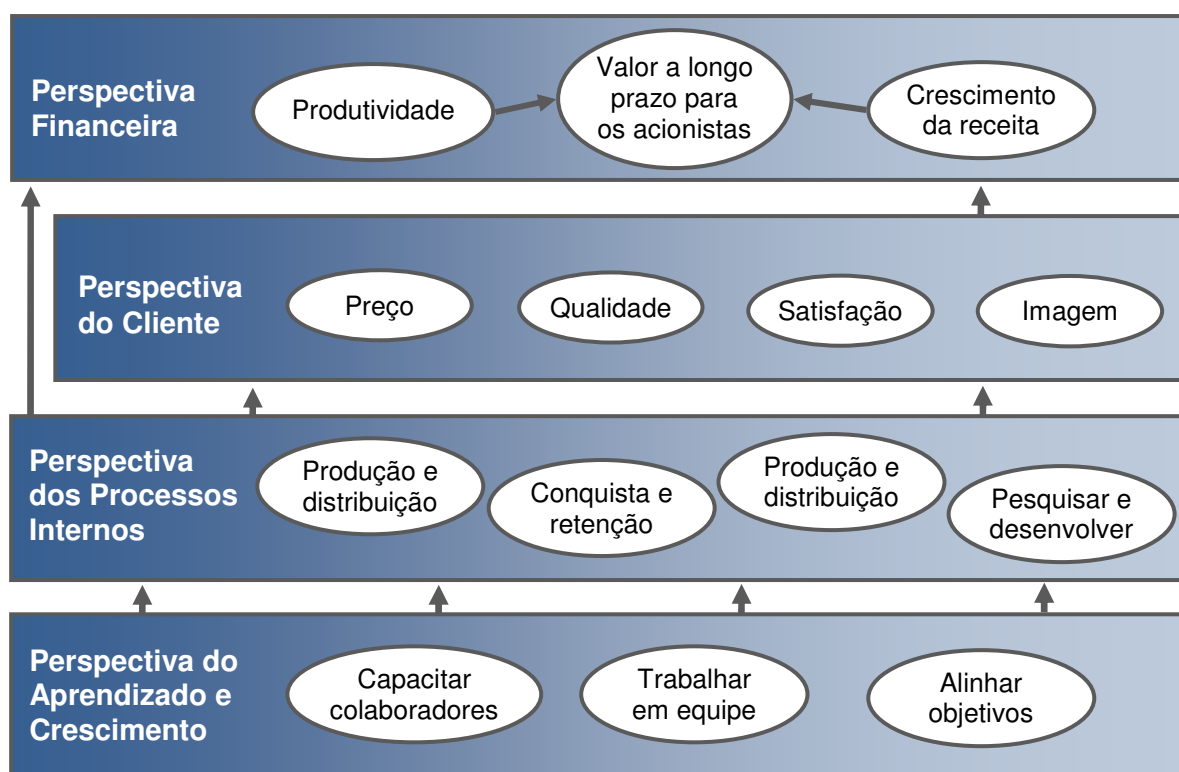 Perspectiva
Financeira
Produtividade
Valor a longo
prazo para
os acionistas
Crescimento
da receita
Perspectiva
do Cliente
Preço
Qualidade
Satisfação
Imagem
Perspectiva
dos Processos
Internos
Produção e
distribuição
Conquista e
retenção
Produção e
distribuição
Pesquisar e
desenvolver
Perspectiva do
Aprendizado e
Crescimento
Capacitar
colaboradores
Trabalhar
em equipe
Alinhar
objetivos